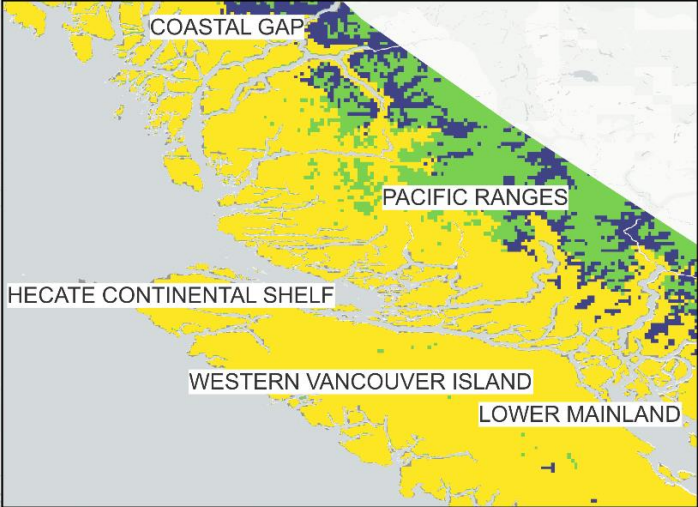 COASTAL GAP
PACIFIC RANGES
HECATE CONTINENTAL SHELF
WESTERN VANCOUVER ISLAND
LOWER MAINLAND